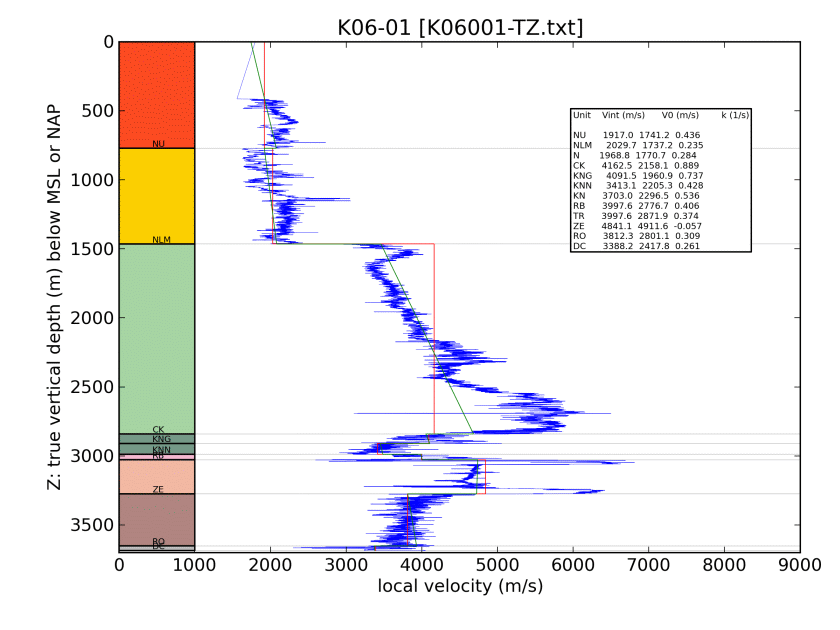 K06-01 [K06001-TZ.txt]
0
500
1000
1500
2000
2500
3000
3500
Z: true vertical depth (m) below MSL or NAP
NU
NLM
CK
KNG
KNN
RB
ZE
RO
DC
Unit Vint (m/s) V0 (m/s) k (1/s)
NU 1917.0 1741.2 0.436
NLM 2029.7 1737.2 0.235
N 1968.8 1770.7 0.284
CK 4162.5 2158.1 0.889
KNG 4091.5 1960.9 0.737
KNN 3413.1 2205.3 0.428
KN 3703.0 2296.5 0.536
RB 3997.6 2776.7 0.406
TR 3997.6 2871.9 0.374
ZE 4841.1 4911.6 -0.057
RO 3812.3 2801.1 0.309
DC 3388.2 2417.8 0.261
0 1000 2000 3000 4000 5000 6000 7000 8000 9000
local velocity (m/s)